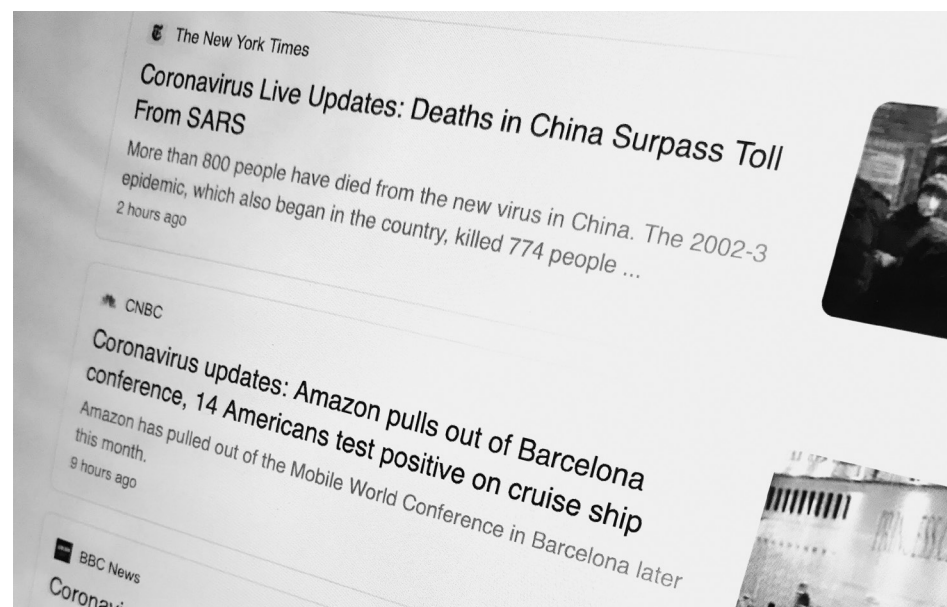 The New York Times
Coronavirus Live Updates: Deaths in China Surpass Toll
From SARS
More than 800 people have died from the new virus in China. The 2002-3
epidemic, which also began in the country, killed 774 people ...
2 hours ago
CNBC
Coronavirus updates: Amazon pulls out of Barcelona
conference, 14 Americans test positive on cruise ship
Amazon has pulled out of the Mobile World Conference in Barcelona later
this month.
9 hours ago
BBC News